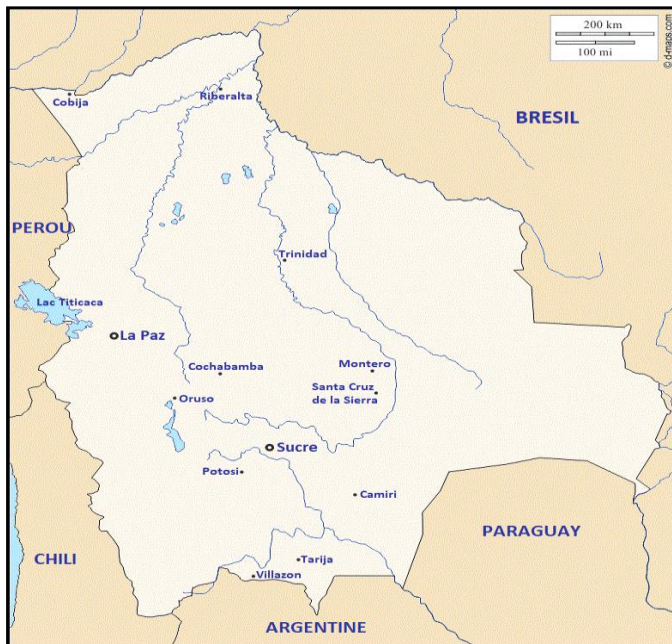 200 km
100 mi
© d-maps.com
Cobija
Riberalta
BRESIL
PEROU
Trinidad
Lac Titicaca
La Paz
Cochabamba
Montero
Santa Cruz
de la Sierra
Oruso
Sucre
Potosi
Camiri
PARAGUAY
CHILI
Tarija
Villazon
ARGENTINE